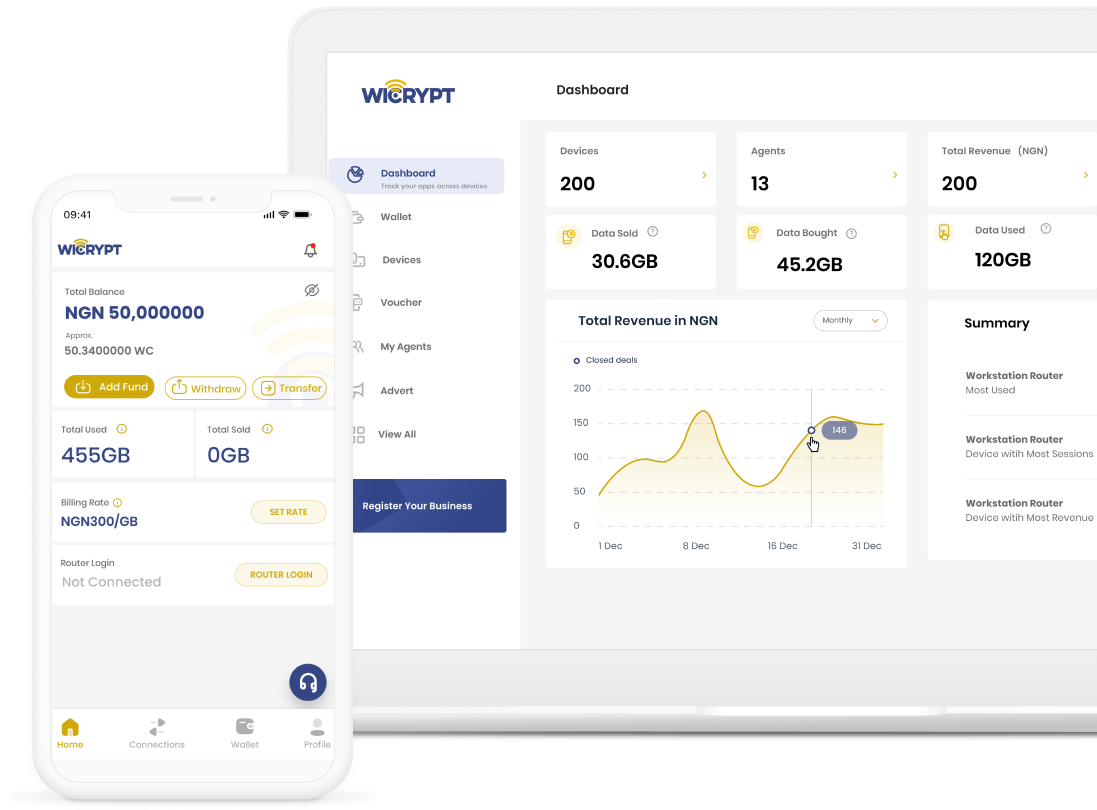 WICRYPT
Dashboard
Dashboard
Track your apps across devices
Wallet
Devices
Voucher
My Agents
Advert
View All
Register Your Business
Devices
200
Agents
13
Total Revenue (NGN)
200
Data Sold
30.6GB
Data Bought
45.2GB
Data Used
120GB
Total Revenue in NGN
Monthly
Closed deals
200
150
100
50
0
146
1 Dec
8 Dec
16 Dec
31 Dec
Summary
Workstation Router
Most Used
Workstation Router
Device witih Most Sessions
Workstation Router
Device witih Most Revenue
09:41
WICRYPT
Total Balance
NGN 50,000000
Approx.
50.3400000 WC
Add Fund
Withdraw
Transfer
Total Used
455GB
Total Sold
0GB
Billing Rate
NGN300/GB
SET RATE
Router Login
Not Connected
ROUTER LOGIN
Home
Connections
Wallet
Profile